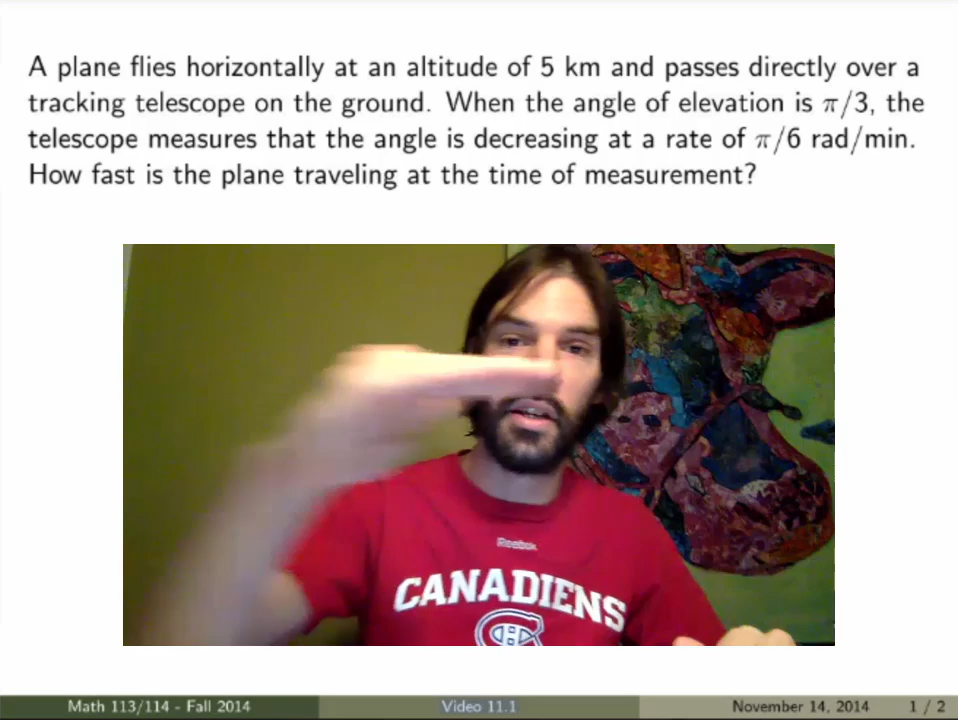 A plane flies horizontally at an altitude of 5 km and passes directly over a
tracking telescope on the ground. When the angle of elevation is π/3, the
telescope measures that the angle is decreasing at a rate of π/6 rad/min.
How fast is the plane traveling at the time of measurement?
Reebok
CANADIENS
CH
Math 113/114 - Fall 2014 Video 11.1 November 14, 2014 1 / 2